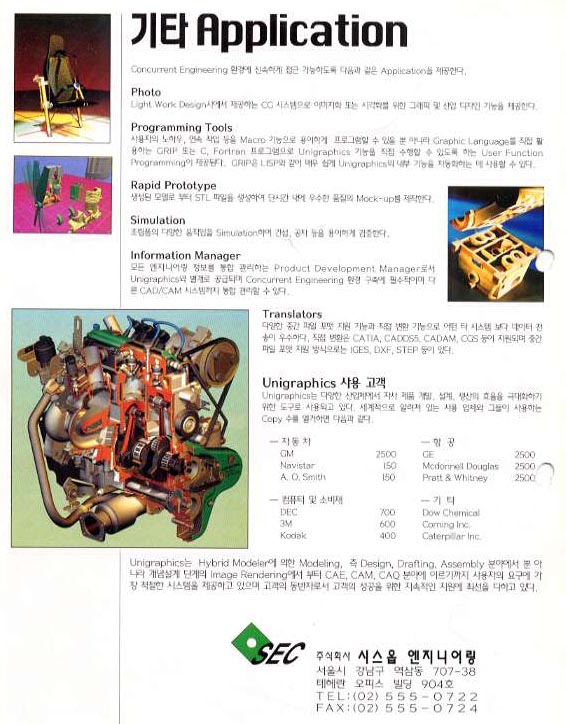 기타 Application
Concurrent Engineering 환경에 신속하게 접근 가능하도록 다음과 같은 Application을 제공한다.
Photo
Light Work Design사에서 제공하는 CG 시스템으로 이미지화 또는 시각화를 위한 그래픽 및 산업 디자인 기능을 제공한다.
Programming Tools
사용자의 노하우, 연속 작업 등을 Macro 기능으로 용이하게 프로그램할 수 있을 뿐 아니라 Graphic Language를 직접 활
용하는 GRIP 또는 C, Fortran 프로그램으로 Unigraphics 기능을 직접 수행할 수 있도록 하는 User Function
Programming이 제공된다. GRIP은 LISP와 같이 매우 쉽게 Unigraphics의 내부 기능을 자동화하는 데 사용할 수 있다.
Rapid Prototype
생성된 모델로 부터 STL 파일을 생성하여 단시간 내에 우수한 품질의 Mock-up를 제작한다.
Simulation
조립품의 다양한 움직임을 Simulation하며 간섭, 공차 등을 용이하게 검증한다.
Information Manager
모든 엔지니어링 정보를 통합 관리하는 Product Development Manager로서
Unigraphics와 별개로 공급되며 Concurrent Engineering 환경 구축에 필수적이며 다
른 CAD/CAM 시스템까지 통합 관리할 수 있다.
Translators
다양한 중간 파일 포맷 지원 기능과 직접 변환 기능으로 어떤 타 시스템 보다 데이터 전
송이 우수하다. 직접 변환은 CATIA, CADDS5, CADAM, CGS 등이 지원되며 중간
파일 포맷 지원 방식으로는 IGES, DXF, STEP 등이 있다.
Unigraphics 사용 고객
Unigraphics는 다양한 산업체에서 자사 제품 개발, 설계, 생산의 효율을 극대화하기
위한 도구로 사용되고 있다. 세계적으로 알려져 있는 사용 업체와 그들이 사용하는
Copy 수를 열거하면 다음과 같다.
— 자동차
GM 2500
Navistar 150
A. O. Smith 150
— 항공
GE 2500
Mcdonnell Douglas 2500
Pratt & Whitney 2500
— 컴퓨터 및 소비재
DEC 700
3M 600
Kodak 400
— 기타
Dow Chemical
Corning Inc.
Caterpillar Inc.
Unigraphics는 Hybrid Modeler에 의한 Modeling, 즉 Design, Drafting, Assembly 분야에서 뿐 아
니라 개념설계 단계의 Image Rendering에서 부터 CAE, CAM, CAQ 분야에 이르기까지 사용자의 요구에 가
장 적절한 시스템을 제공하고 있으며 고객의 동반자로서 고객의 성공을 위한 지속적인 지원에 최선을 다하고 있다.
SEC 주식회사 시스옵 엔지니어링
서울시 강남구 역삼동 707-38
테헤란 오피스 빌딩 904호
TEL:(02) 555-0722
FAX:(02) 555-0724